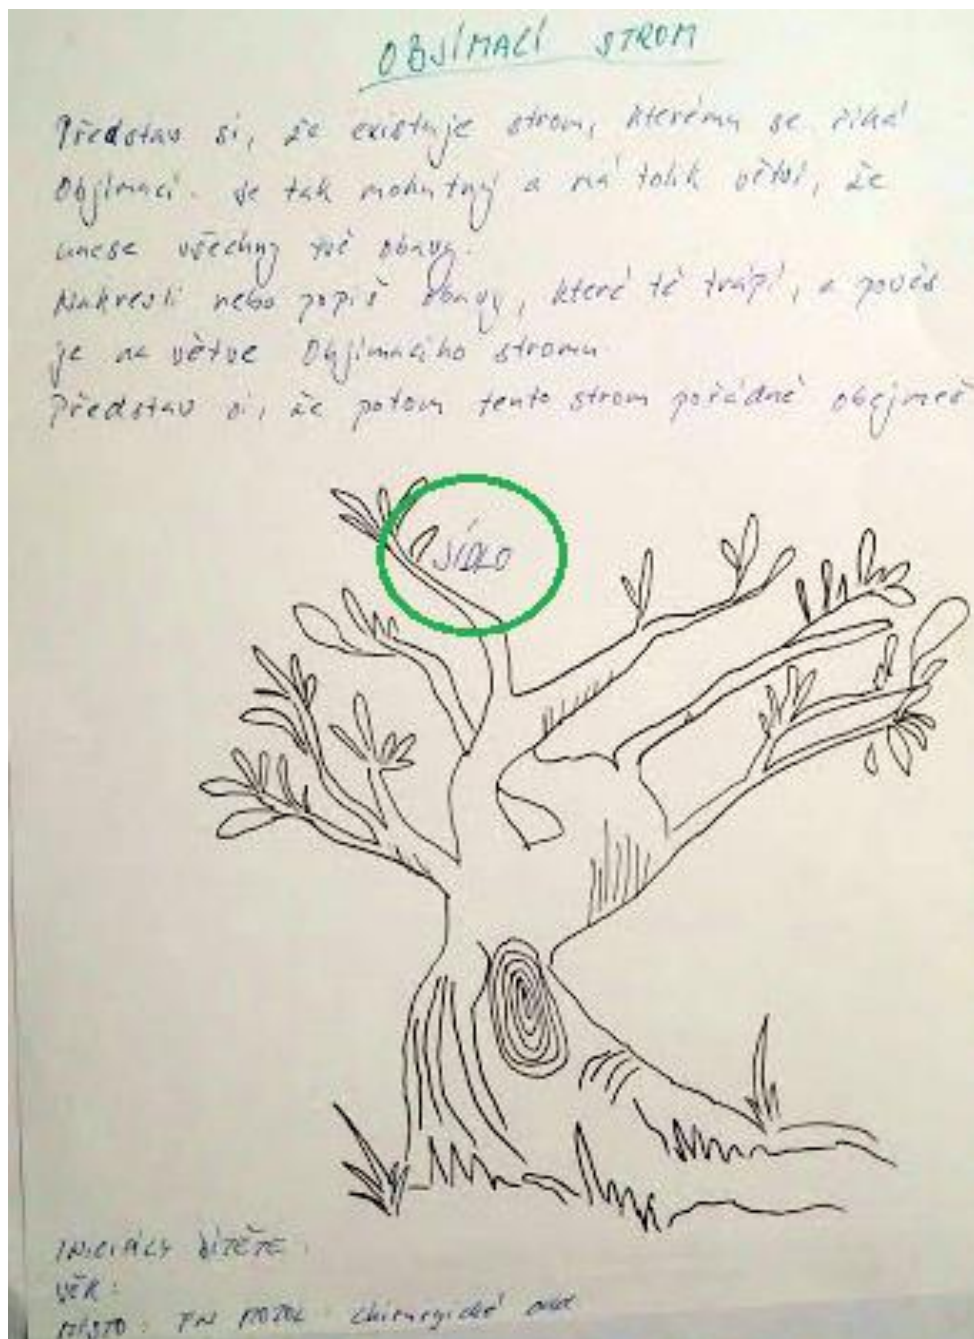 OBJÍMACÍ STROM
Představ si, že existuje strom, kterému se říká
Objímací. Je tak mohutný a má tolik větví, že
unese všechny tvé obavy.
Nakresli nebo popiš obavy, které tě trápí, a pověs
je na větve Objímacího stromu.
Představ si, že potom tento strom pořádně obejmeš
JÍDLO
INICIÁLY DÍTĚTE:
VĚK:
MÍSTO: FN MOTOL chirurgické odd